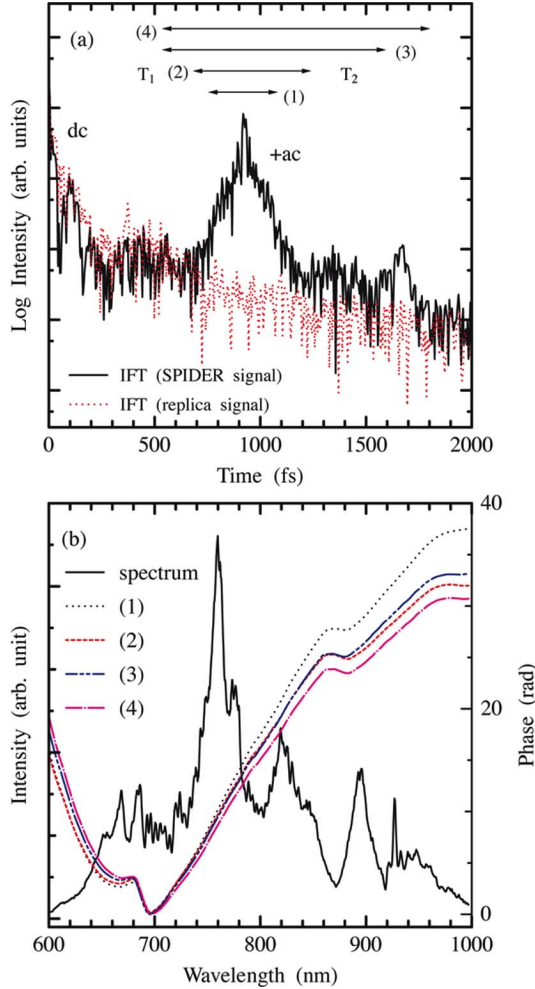 (a)
(4)
(3)
T1 (2) T2
(1)
dc
+ac
Log Intensity (arb. units)
IFT (SPIDER signal)
IFT (replica signal)
0 500 1000 1500 2000
Time (fs)
(b)
40
spectrum
(1)
(2)
(3)
(4)
20
0
Intensity (arb. unit)
Phase (rad)
600 700 800 900 1000
Wavelength (nm)